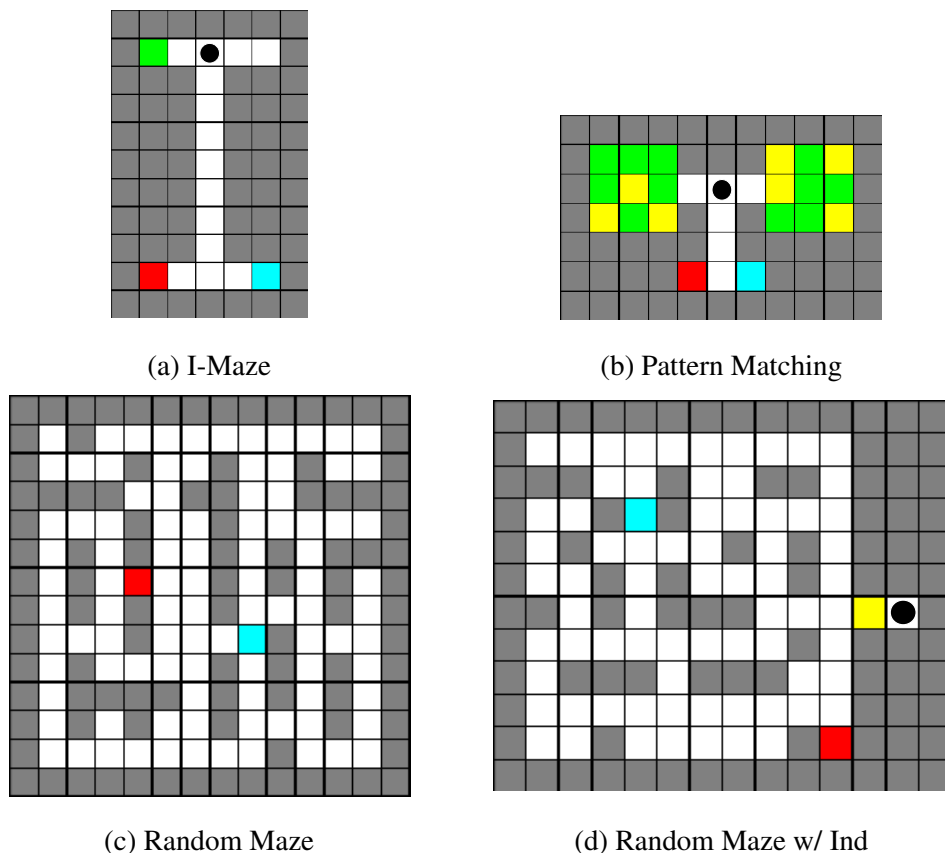 (a) I-Maze
(b) Pattern Matching
(c) Random Maze
(d) Random Maze w/ Ind